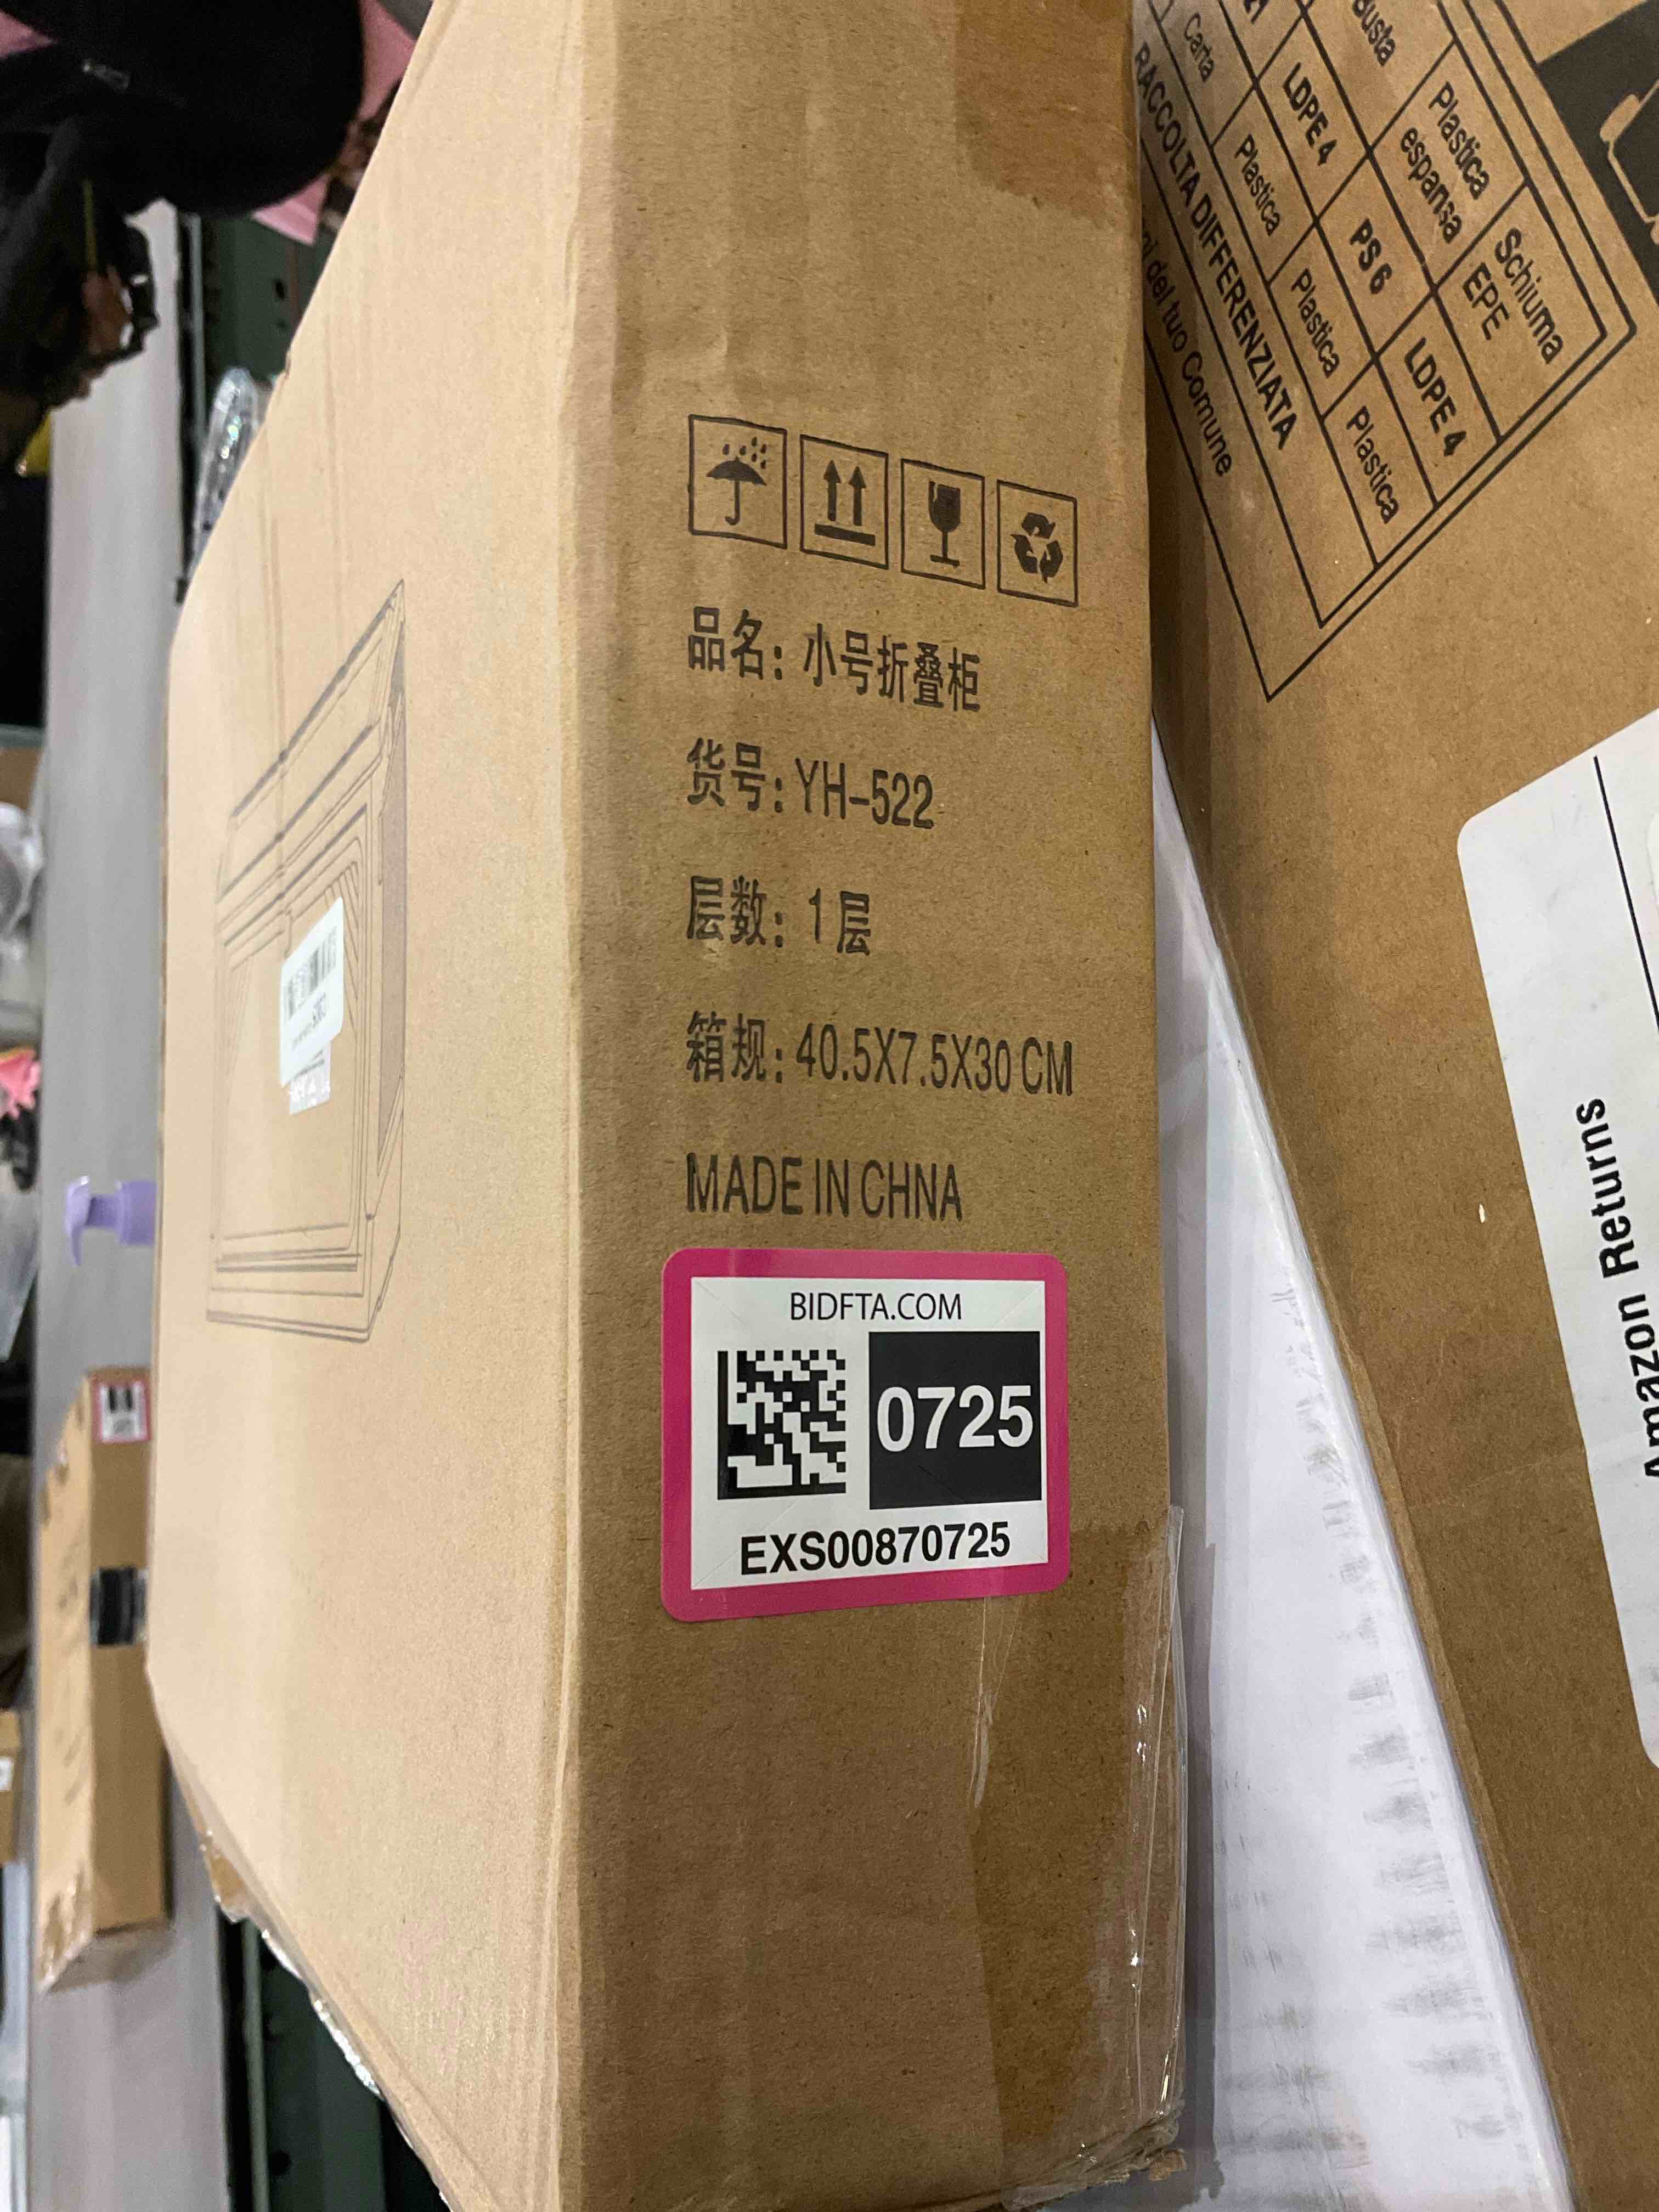 品名: 小号折叠柜
货号: YH-522
层数: 1层
箱规: 40.5X7.5X30 CM
MADE IN CHNA
BIDFTA.COM
0725
EXS00870725
Busta
Plastica espansa
Schiuma EPE
LDPE 4
PS 6
LDPE 4
Carta
Plastica
Plastica
Plastica
RACCOLTA DIFFERENZIATA
del tuo Comune
Amazon Returns